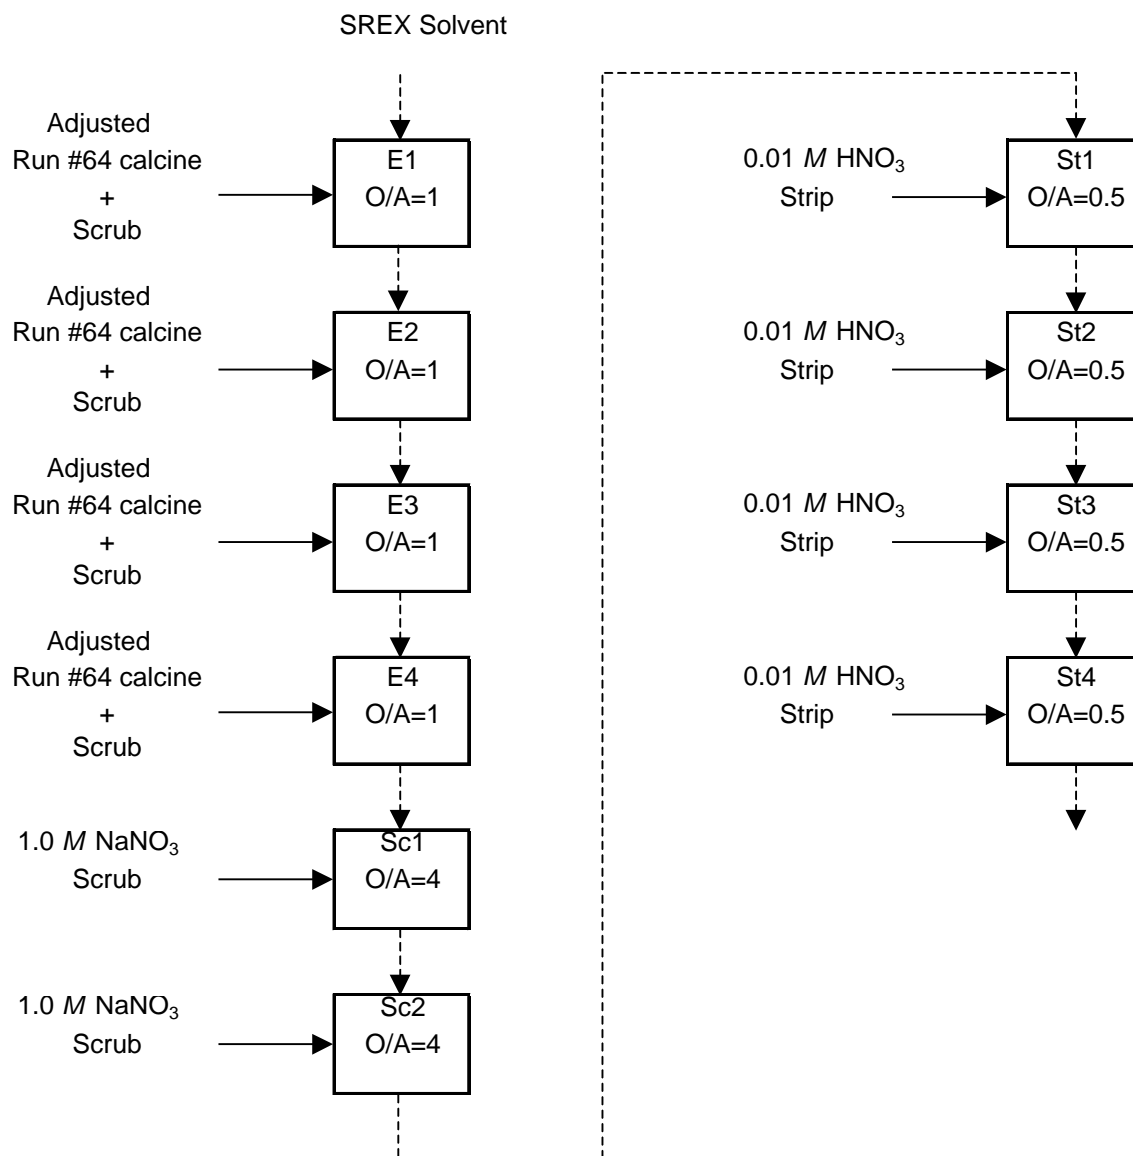 SREX Solvent
Adjusted
Run #64 calcine
+
Scrub
E1
O/A=1
Adjusted
Run #64 calcine
+
Scrub
E2
O/A=1
Adjusted
Run #64 calcine
+
Scrub
E3
O/A=1
Adjusted
Run #64 calcine
+
Scrub
E4
O/A=1
1.0 M NaNO₃
Scrub
Sc1
O/A=4
1.0 M NaNO₃
Scrub
Sc2
O/A=4
0.01 M HNO₃
Strip
St1
O/A=0.5
0.01 M HNO₃
Strip
St2
O/A=0.5
0.01 M HNO₃
Strip
St3
O/A=0.5
0.01 M HNO₃
Strip
St4
O/A=0.5